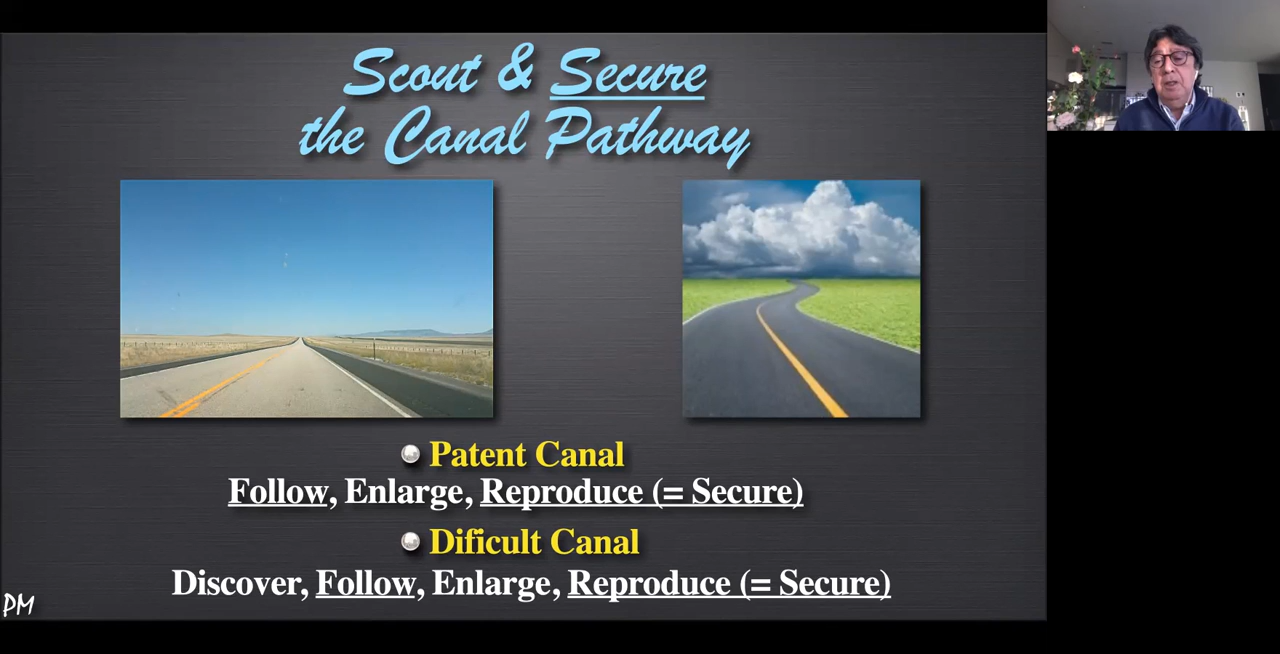 Scout & Secure
the Canal Pathway
Patent Canal
Follow, Enlarge, Reproduce (= Secure)
Dificult Canal
Discover, Follow, Enlarge, Reproduce (= Secure)
PM